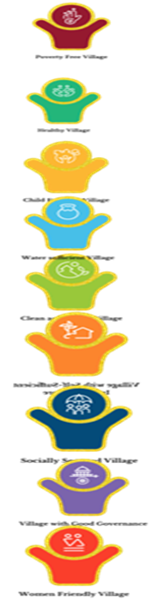 Poverty Free Village
Healthy Village
Child Village
Water sufficient Village
Clean a Village
Socially Se d Village
Village with Good Governance
Women Friendly Village